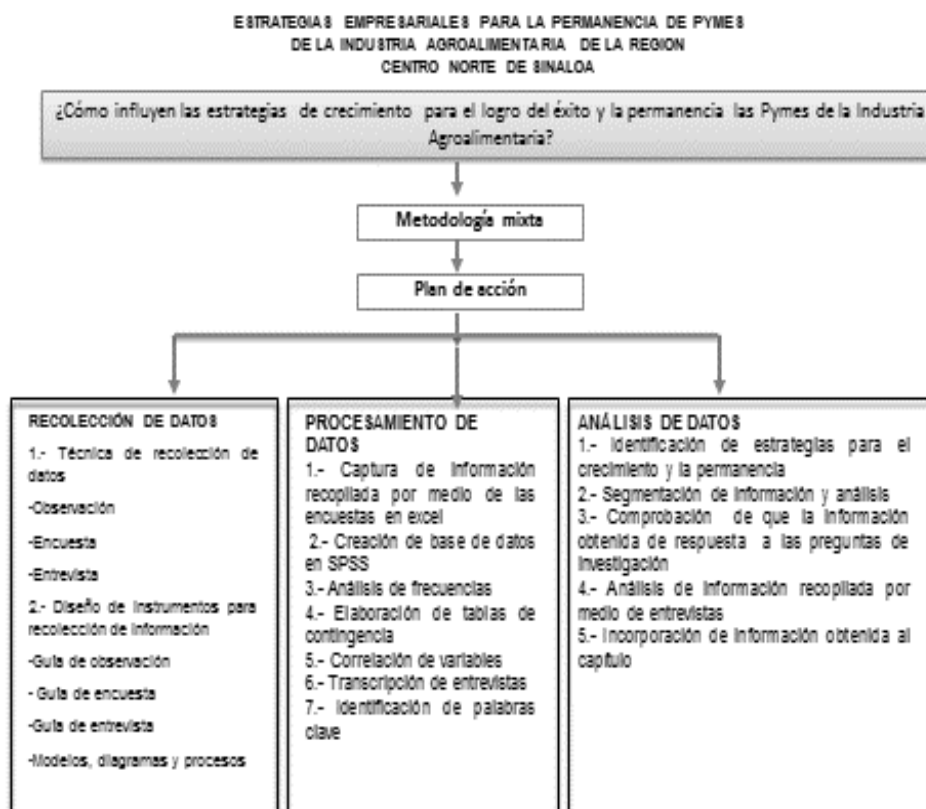 ESTRATEGIAS EMPRESARIALES PARA LA PERMANENCIA DE PYMES
DE LA INDUSTRIA AGROALIMENTARIA DE LA REGION
CENTRO NORTE DE SINALOA
¿Cómo influyen las estrategias de crecimiento para el logro del éxito y la permanencia las Pymes de la Industria
Agroalimentaria?
Metodología mixta
Plan de acción
RECOLECCIÓN DE DATOS
1.- Técnica de recolección de
datos
-Observación
-Encuesta
-Entrevista
2.- Diseño de instrumentos para
recolección de información
-Guía de observación
- Guía de encuesta
-Guía de entrevista
-Modelos, diagramas y procesos
PROCESAMIENTO DE
DATOS
1.- Captura de información
recopilada por medio de las
encuestas en excel
2.- Creación de base de datos
en SPSS
3.- Análisis de frecuencias
4.- Elaboración de tablas de
contingencia
5.- Correlación de variables
6.- Transcripción de entrevistas
7.- Identificación de palabras
clave
ANÁLISIS DE DATOS
1.- Identificación de estrategias para el
crecimiento y la permanencia
2.- Segmentación de información y análisis
3.- Comprobación de que la información
obtenida de respuesta a las preguntas de
investigación
4.- Análisis de información recopilada por
medio de entrevistas
5.- Incorporación de información obtenida al
capítulo